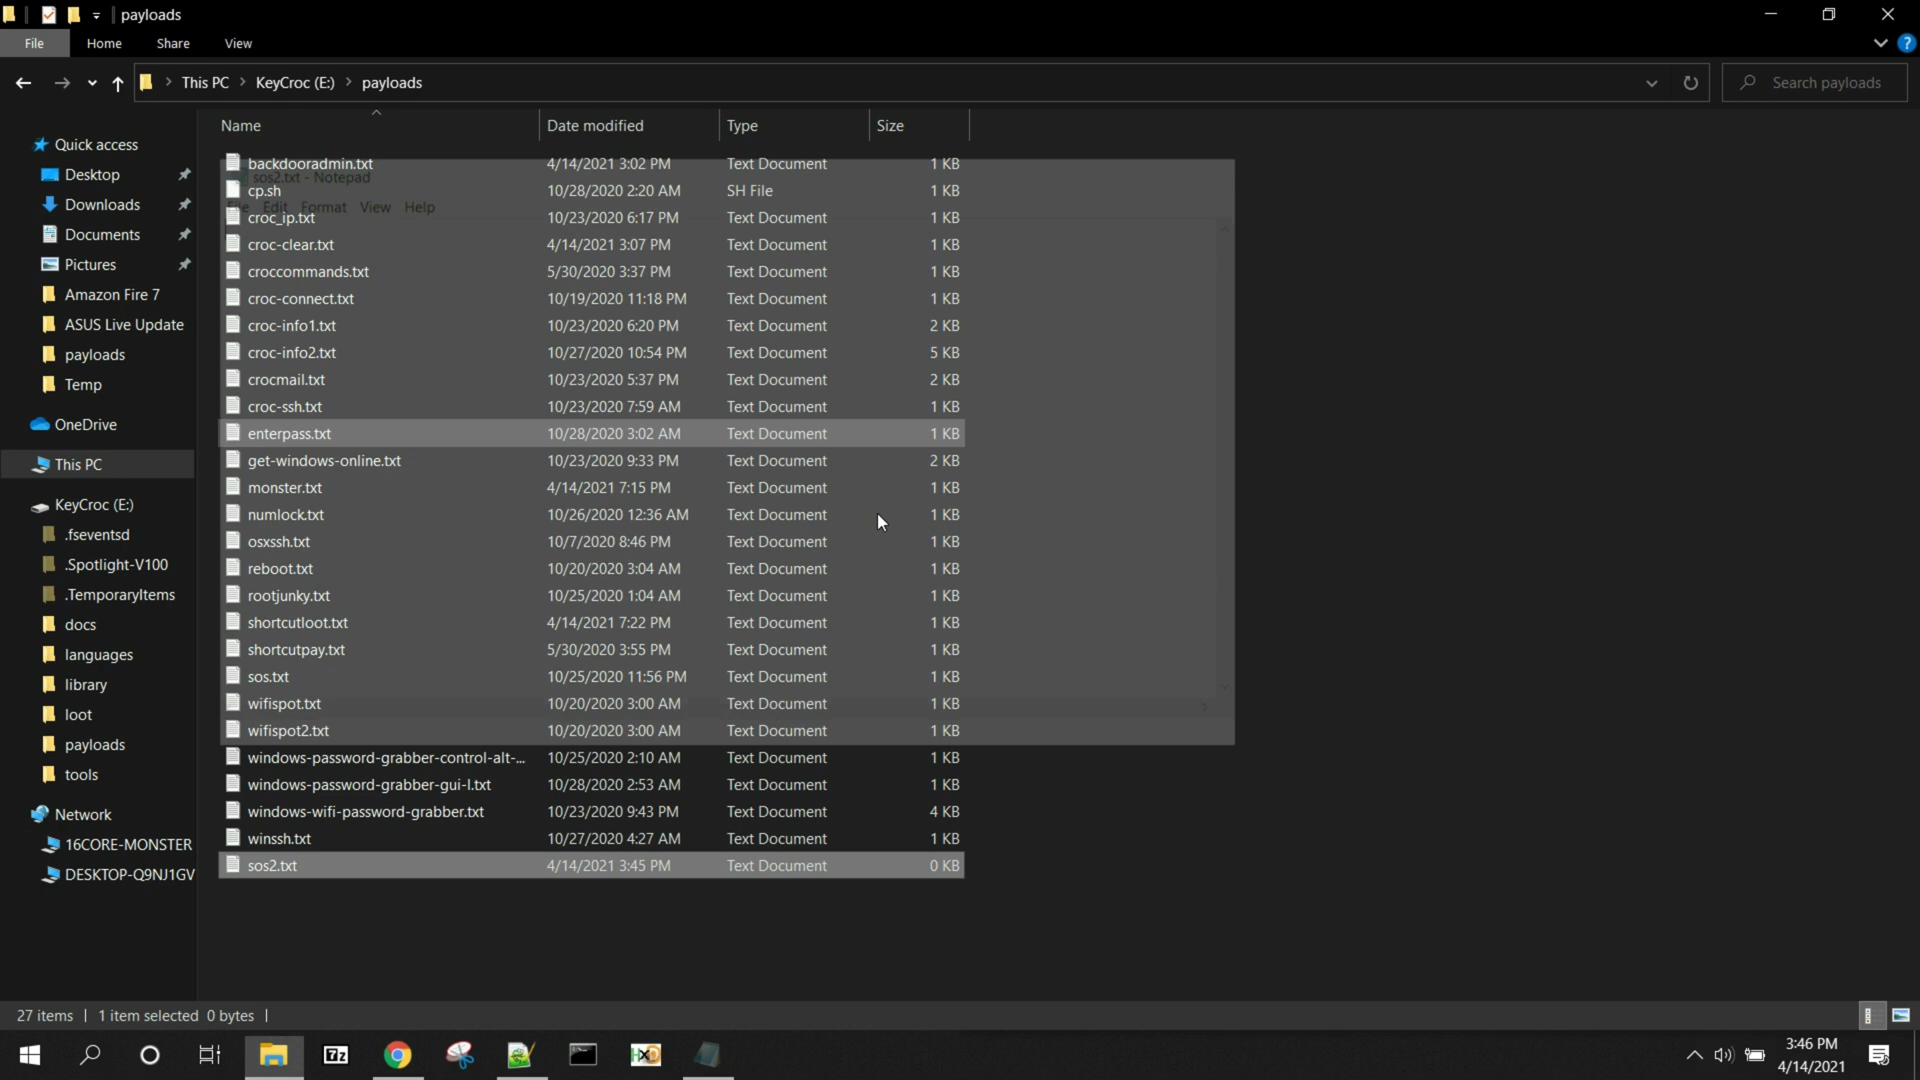 payloads
File Home Share View
This PC KeyCroc (E:) payloads Search payloads
Name Date modified Type Size
Quick access
Desktop
Downloads
Documents
Pictures
Amazon Fire 7
ASUS Live Update
payloads
Temp
OneDrive
This PC
KeyCroc (E:)
.fseventsd
.Spotlight-V100
.TemporaryItems
docs
languages
library
loot
payloads
tools
Network
16CORE-MONSTER
DESKTOP-Q9NJ1GV
backdooradmin.txt 4/14/2021 3:02 PM Text Document 1 KB
sos2.txt - Notepad
cp.sh 10/28/2020 2:20 AM SH File 1 KB
File Edit Format View Help
croc_ip.txt 10/23/2020 6:17 PM Text Document 1 KB
croc-clear.txt 4/14/2021 3:07 PM Text Document 1 KB
croccommands.txt 5/30/2020 3:37 PM Text Document 1 KB
croc-connect.txt 10/19/2020 11:18 PM Text Document 1 KB
croc-info1.txt 10/23/2020 6:20 PM Text Document 2 KB
croc-info2.txt 10/27/2020 10:54 PM Text Document 5 KB
crocmail.txt 10/23/2020 5:37 PM Text Document 2 KB
croc-ssh.txt 10/23/2020 7:59 AM Text Document 1 KB
enterpass.txt 10/28/2020 3:02 AM Text Document 1 KB
get-windows-online.txt 10/23/2020 9:33 PM Text Document 2 KB
monster.txt 4/14/2021 7:15 PM Text Document 1 KB
numlock.txt 10/26/2020 12:36 AM Text Document 1 KB
osxssh.txt 10/7/2020 8:46 PM Text Document 1 KB
reboot.txt 10/20/2020 3:04 AM Text Document 1 KB
rootjunky.txt 10/25/2020 1:04 AM Text Document 1 KB
shortcutloot.txt 4/14/2021 7:22 PM Text Document 1 KB
shortcutpay.txt 5/30/2020 3:55 PM Text Document 1 KB
sos.txt 10/25/2020 11:56 PM Text Document 1 KB
wifispot.txt 10/20/2020 3:00 AM Text Document 1 KB
wifispot2.txt 10/20/2020 3:00 AM Text Document 1 KB
windows-password-grabber-control-alt-... 10/25/2020 2:10 AM Text Document 1 KB
windows-password-grabber-gui-l.txt 10/28/2020 2:53 AM Text Document 1 KB
windows-wifi-password-grabber.txt 10/23/2020 9:43 PM Text Document 4 KB
winssh.txt 10/27/2020 4:27 AM Text Document 1 KB
sos2.txt 4/14/2021 3:45 PM Text Document 0 KB
27 items 1 item selected 0 bytes
7z
HXD
3:46 PM
4/14/2021